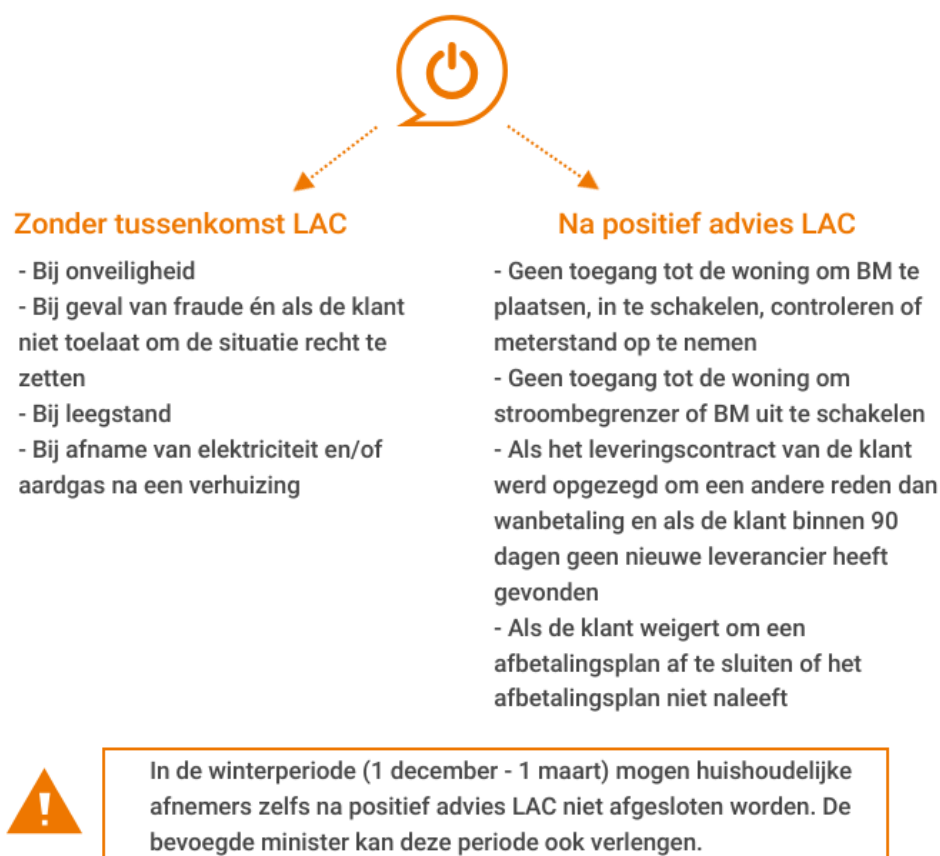 Zonder tussenkomst LAC
- Bij onveiligheid
- Bij geval van fraude én als de klant
niet toelaat om de situatie recht te
zetten
- Bij leegstand
- Bij afname van elektriciteit en/of
aardgas na een verhuizing
Na positief advies LAC
- Geen toegang tot de woning om BM te
plaatsen, in te schakelen, controleren of
meterstand op te nemen
- Geen toegang tot de woning om
stroombegrenzer of BM uit te schakelen
- Als het leveringscontract van de klant
werd opgezegd om een andere reden dan
wanbetaling en als de klant binnen 90
dagen geen nieuwe leverancier heeft
gevonden
- Als de klant weigert om een
afbetalingsplan af te sluiten of het
afbetalingsplan niet naleeft
In de winterperiode (1 december - 1 maart) mogen huishoudelijke
afnemers zelfs na positief advies LAC niet afgesloten worden. De
bevoegde minister kan deze periode ook verlengen.